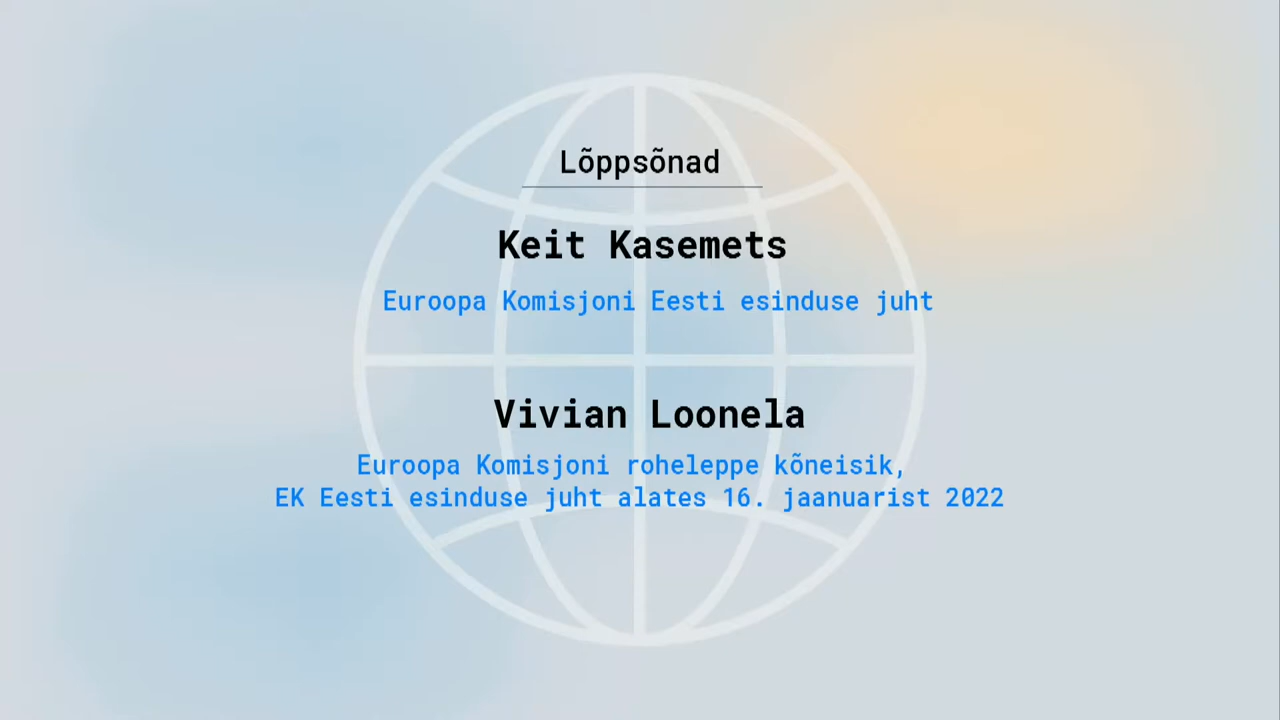 Lõppsõnad
Keit Kasemets
Euroopa Komisjoni Eesti esinduse juht
Vivian Loonela
Euroopa Komisjoni roheleppe kõneisik,
EK Eesti esinduse juht alates 16. jaanuarist 2022